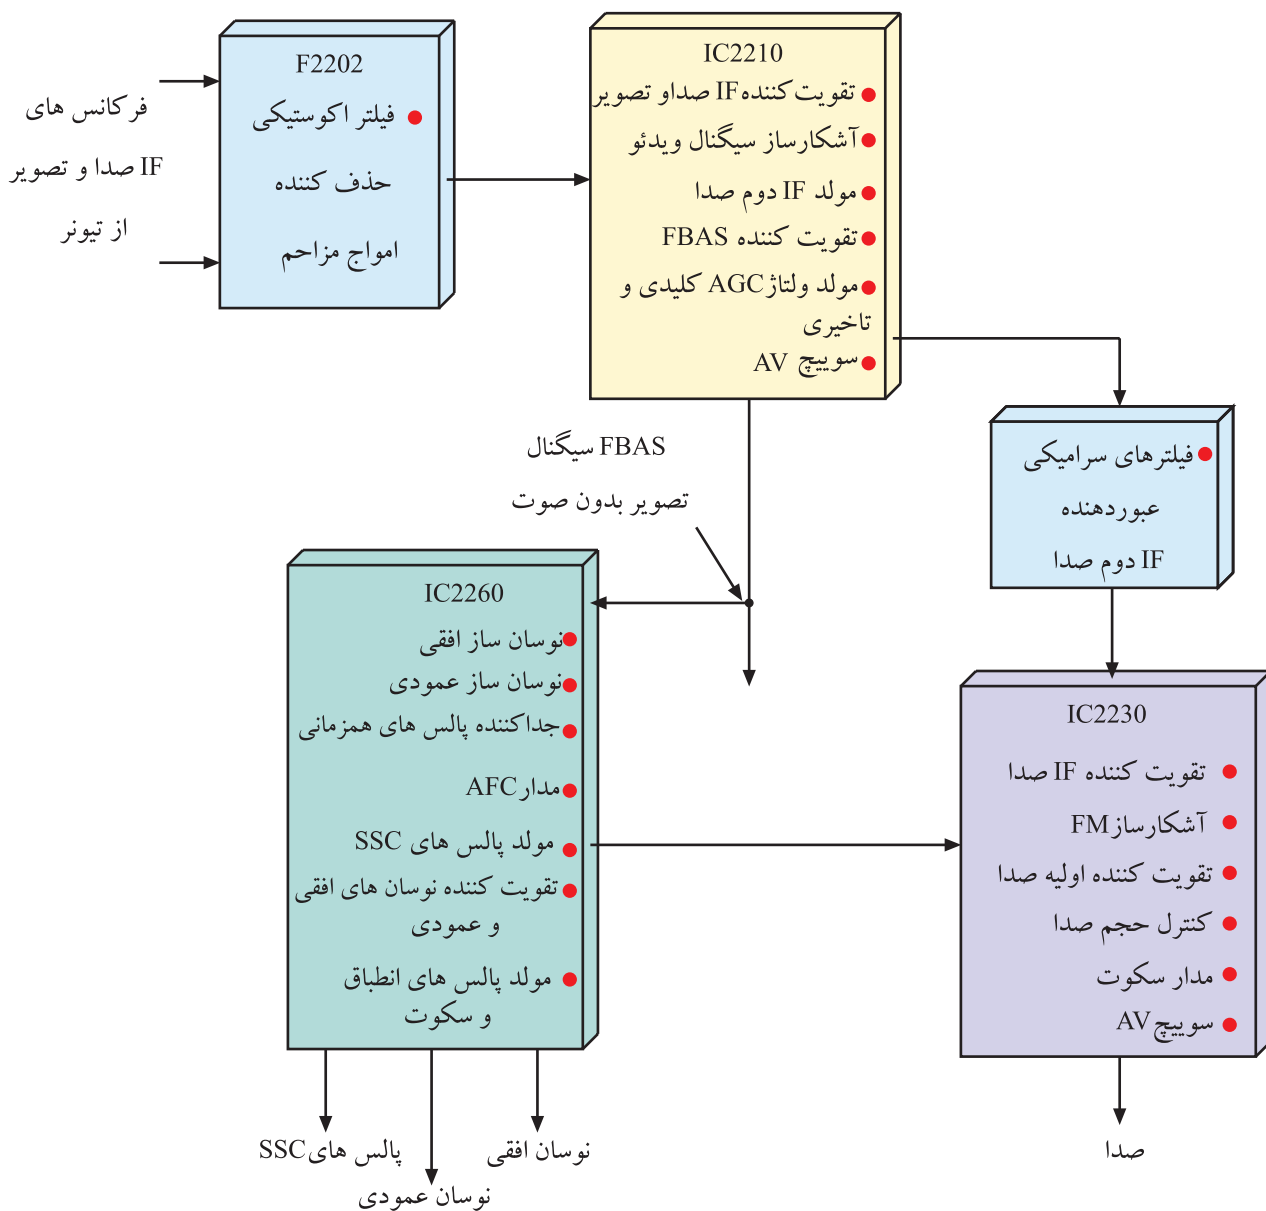 فرکانس های
IF صدا و تصویر
از تیونر
F2202
فیلتر اکوستیکی
حذف کننده
امواج مزاحم
IC2210
تقویت‌کننده IF صداو تصویر
آشکارساز سیگنال ویدئو
مولد IF دوم صدا
تقویت کننده FBAS
مولد ولتاژ AGC کلیدی و
تاخیری
سوییچ AV
سیگنال FBAS
تصویر بدون صوت
فیلترهای سرامیکی
عبوردهنده
IF دوم صدا
IC2260
نوسان ساز افقی
نوسان ساز عمودی
جداکننده پالس های همزمانی
مدار AFC
مولد پالس های SSC
تقویت کننده نوسان های افقی
و عمودی
مولد پالس های انطباق
و سکوت
IC2230
تقویت کننده IF صدا
آشکارساز FM
تقویت کننده اولیه صدا
کنترل حجم صدا
مدار سکوت
سوییچ AV
پالس های SSC
نوسان عمودی
نوسان افقی
صدا